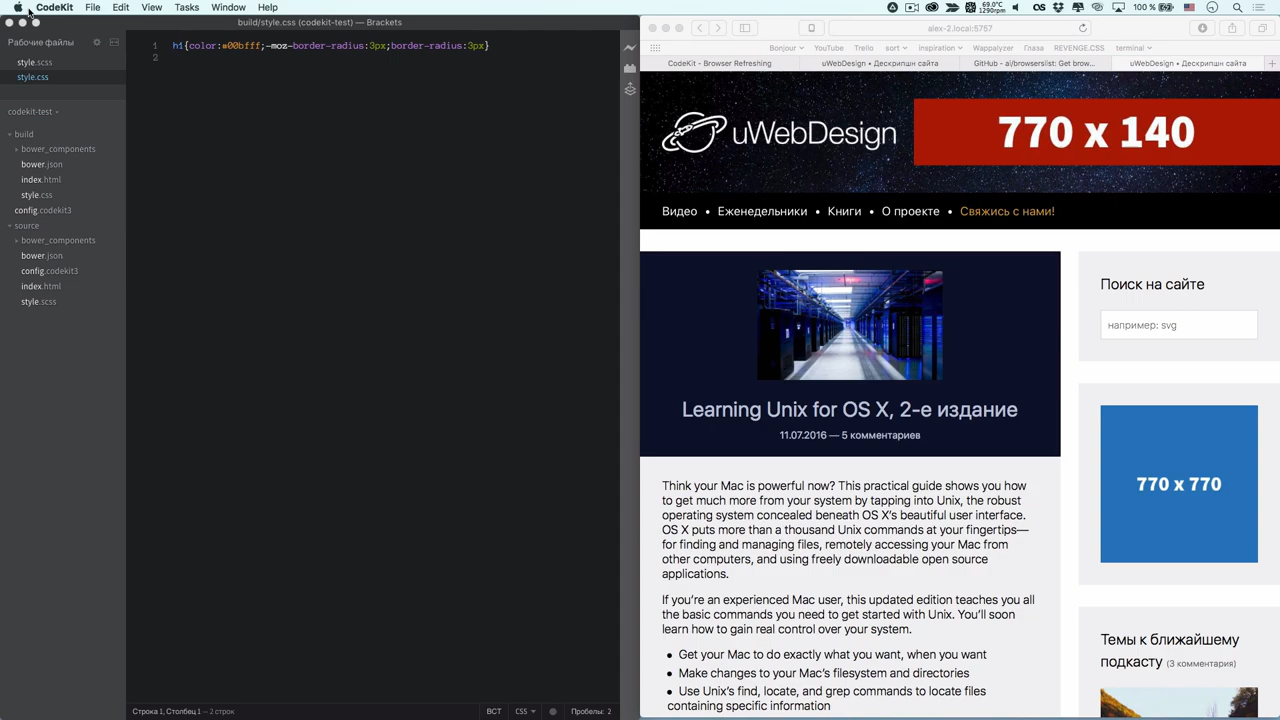 CodeKit File Edit View Tasks Window Help
69.0°C
1290rpm
100 %
build/style.css (codekit-test) — Brackets
Рабочие файлы
style.scss
style.css
codekit-test
build
bower_components
bower.json
index.html
style.css
config.codekit3
source
bower_components
bower.json
config.codekit3
index.html
style.scss
1 h1{color:#00bfff;-moz-border-radius:3px;border-radius:3px}
2
Строка 1, Столбец 1 — 2 строк
ВСТ CSS Пробелы: 2
alex-2.local:5757
Bonjour YouTube Trello sort inspiration Wappalyzer Глаза REVENGE.CSS terminal
CodeKit - Browser Refreshing
uWebDesign • Дескрипшн сайта
GitHub - ai/browserslist: Get brow...
uWebDesign • Дескрипшн сайта
uWebDesign
770 x 140
Видео • Еженедельники • Книги • О проекте • Свяжись с нами!
Learning Unix for OS X, 2-е издание
11.07.2016 — 5 комментариев
Think your Mac is powerful now? This practical guide shows you how
to get much more from your system by tapping into Unix, the robust
operating system concealed beneath OS X's beautiful user interface.
OS X puts more than a thousand Unix commands at your fingertips—
for finding and managing files, remotely accessing your Mac from
other computers, and using freely downloadable open source
applications.
If you're an experienced Mac user, this updated edition teaches you all
the basic commands you need to get started with Unix. You'll soon
learn how to gain real control over your system.
• Get your Mac to do exactly what you want, when you want
• Make changes to your Mac's filesystem and directories
• Use Unix's find, locate, and grep commands to locate files
containing specific information
Поиск на сайте
например: svg
770 x 770
Темы к ближайшему
подкасту (3 комментария)